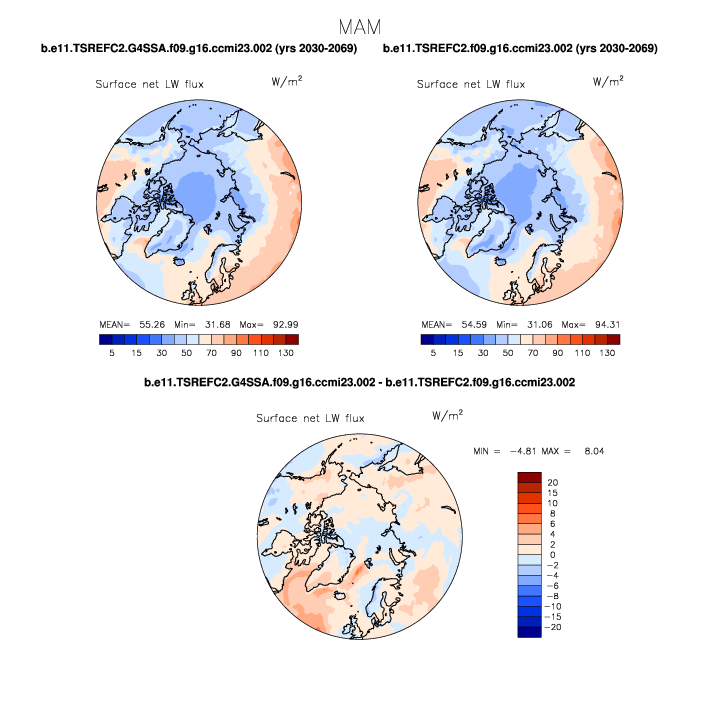 MAM
b.e11.TSREFC2.G4SSA.f09.g16.ccmi23.002 (yrs 2030-2069) b.e11.TSREFC2.f09.g16.ccmi23.002 (yrs 2030-2069)
Surface net LW flux W/m² Surface net LW flux W/m²
MEAN= 55.26 Min= 31.68 Max= 92.99 MEAN= 54.59 Min= 31.06 Max= 94.31
5 15 30 50 70 90 110 130 5 15 30 50 70 90 110 130
b.e11.TSREFC2.G4SSA.f09.g16.ccmi23.002 - b.e11.TSREFC2.f09.g16.ccmi23.002
Surface net LW flux W/m²
MIN = -4.81 MAX = 8.04
20
15
10
8
6
4
2
0
-2
-4
-6
-8
-10
-15
-20